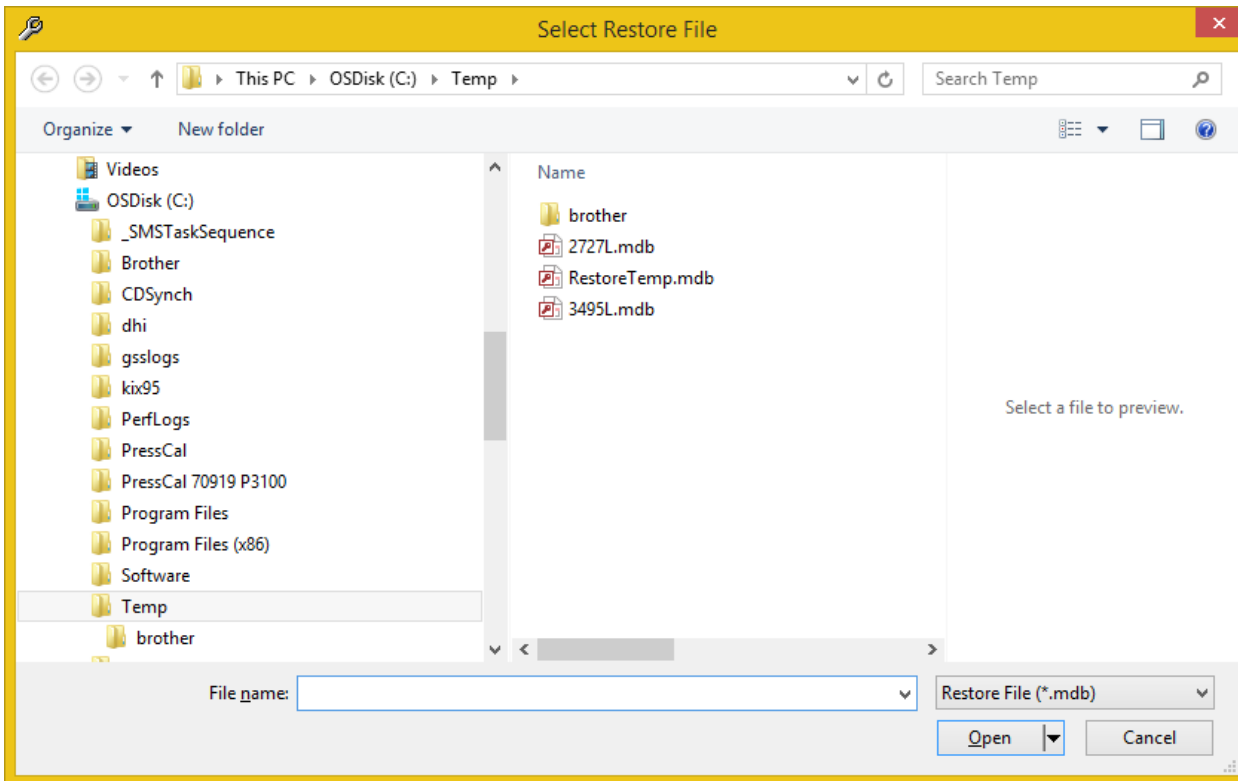 Select Restore File
This PC OSDisk (C:) Temp
Search Temp
Organize
New folder
Videos
OSDisk (C:)
_SMSTaskSequence
Brother
CDSynch
dhi
gsslogs
kix95
PerfLogs
PressCal
PressCal 70919 P3100
Program Files
Program Files (x86)
Software
Temp
brother
Name
brother
2727L.mdb
RestoreTemp.mdb
3495L.mdb
Select a file to preview.
File name:
Restore File (*.mdb)
Open
Cancel